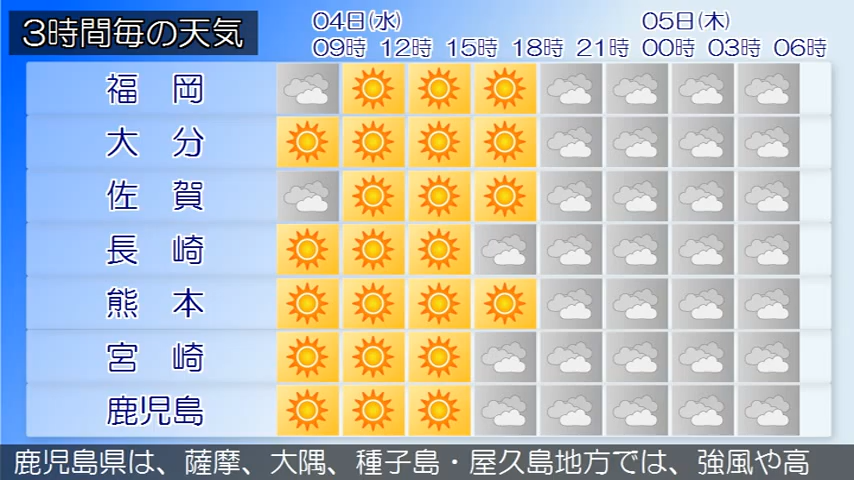 3時間毎の天気
04日(水) 05日(木)
09時 12時 15時 18時 21時 00時 03時 06時
福岡
大分
佐賀
長崎
熊本
宮崎
鹿児島
鹿児島県は、薩摩、大隅、種子島・屋久島地方では、強風や高